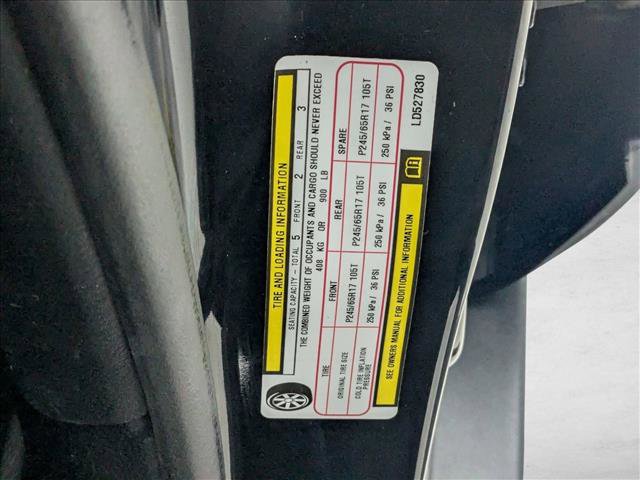 TIRE AND LOADING INFORMATION
SEATING CAPACITY - TOTAL 5 FRONT 2 REAR 3
THE COMBINED WEIGHT OF OCCUPANTS AND CARGO SHOULD NEVER EXCEED
408 KG OR 900 LB
TIRE FRONT REAR SPARE
ORIGINAL TIRE SIZE P245/65R17 105T P245/65R17 105T P245/65R17 105T
COLD TIRE INFLATION PRESSURE 250 kPa / 36 PSI 250 kPa / 36 PSI 250 kPa / 36 PSI
SEE OWNERS MANUAL FOR ADDITIONAL INFORMATION
LD527830